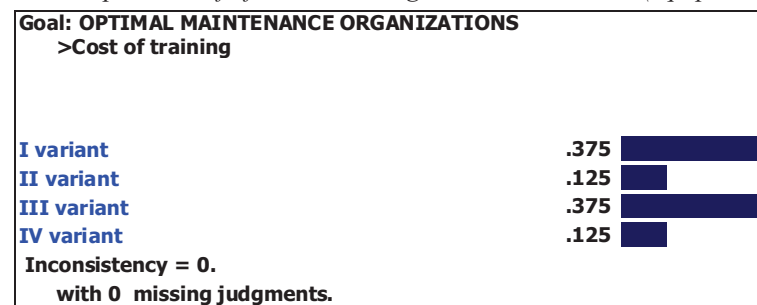 Goal: OPTIMAL MAINTENANCE ORGANIZATIONS
>Cost of training
I variant .375
II variant .125
III variant .375
IV variant .125
Inconsistency = 0.
with 0 missing judgments.